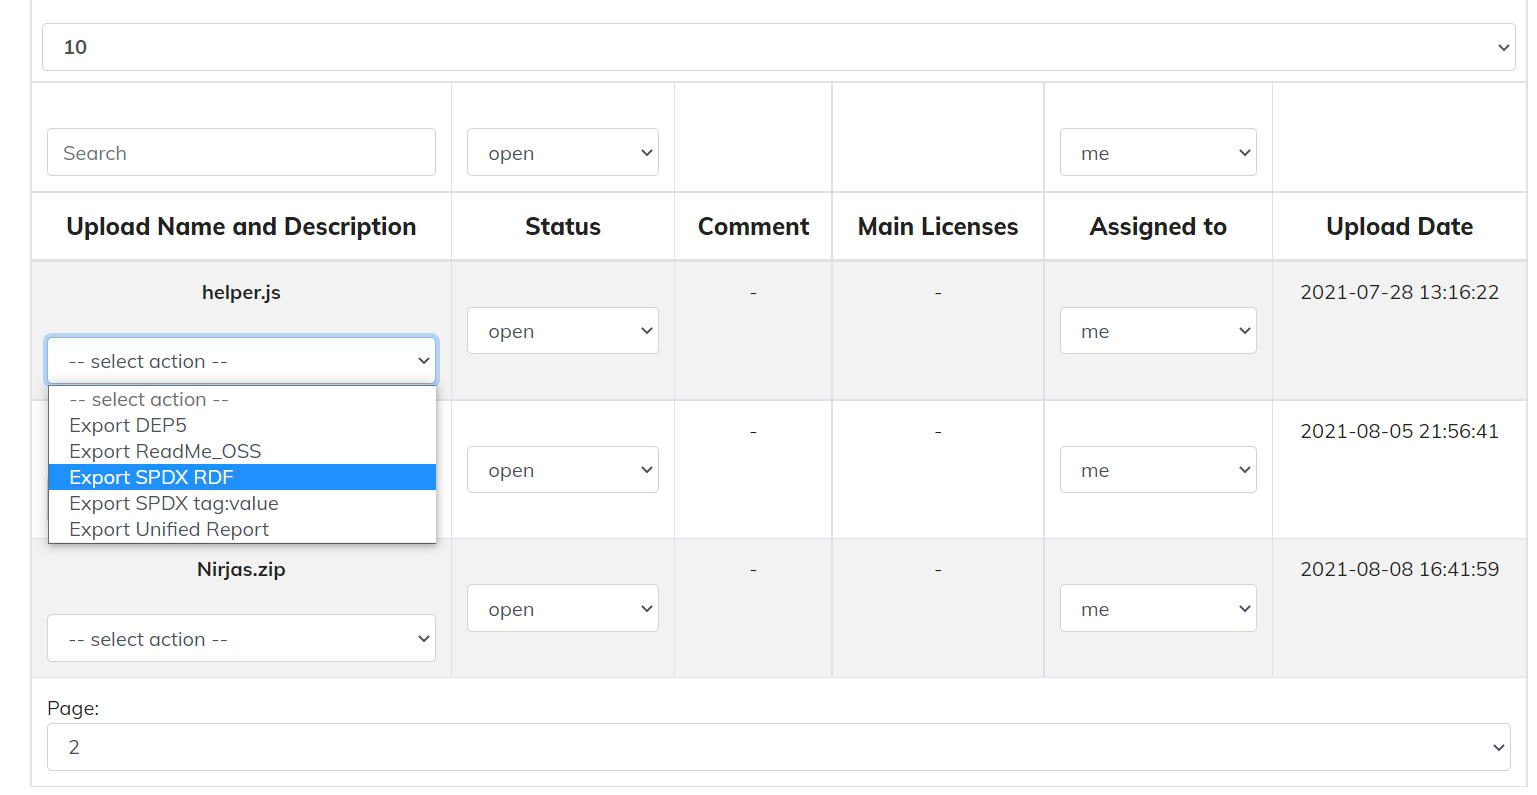 10
Search
open
me
Upload Name and Description Status Comment Main Licenses Assigned to Upload Date
helper.js - - 2021-07-28 13:16:22
open me
-- select action --
-- select action --
Export DEP5
Export ReadMe_OSS
Export SPDX RDF
Export SPDX tag:value
Export Unified Report
- - 2021-08-05 21:56:41
open me
Nirjas.zip - - 2021-08-08 16:41:59
open me
-- select action --
Page:
2